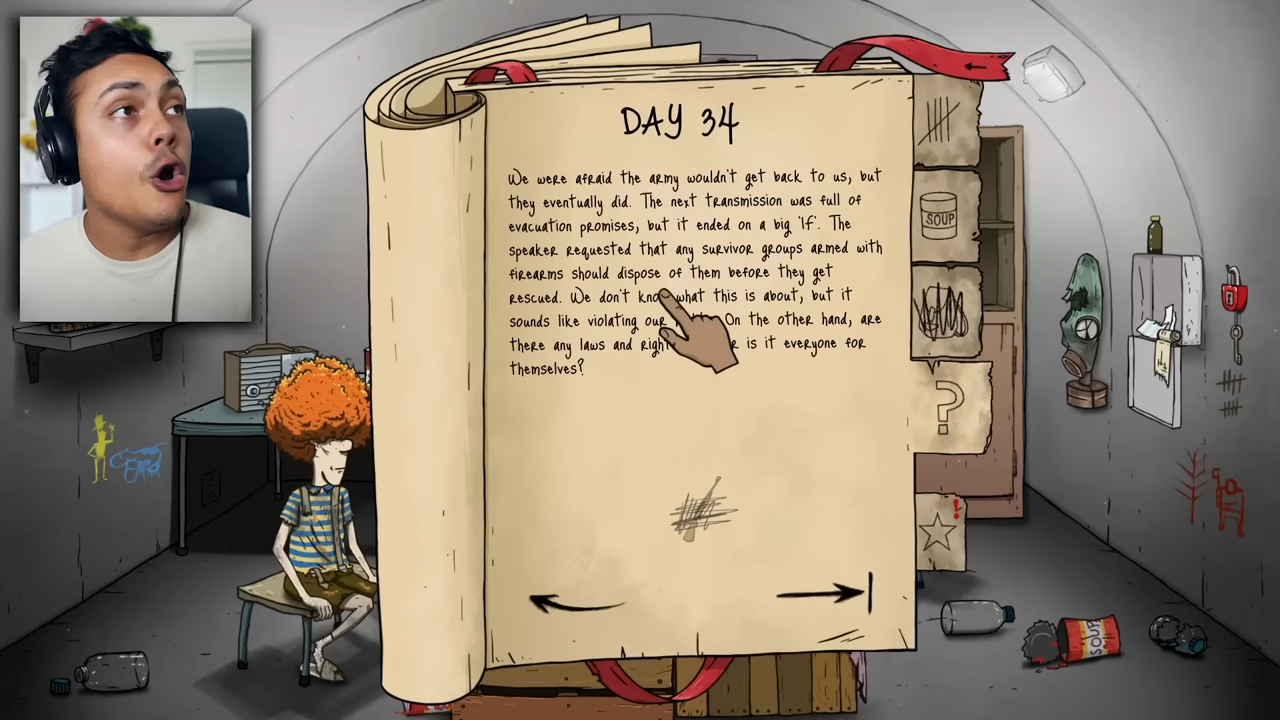 DAY 34
We were afraid the army wouldn't get back to us, but
they eventually did. The next transmission was full of
evacuation promises, but it ended on a big 'If'. The
speaker requested that any survivor groups armed with
firearms should dispose of them before they get
rescued. We don't what this is about, but it
sounds like violating our On the other hand, are
there any laws and is it everyone for
themselves?
SOUP
?
!
SOUP